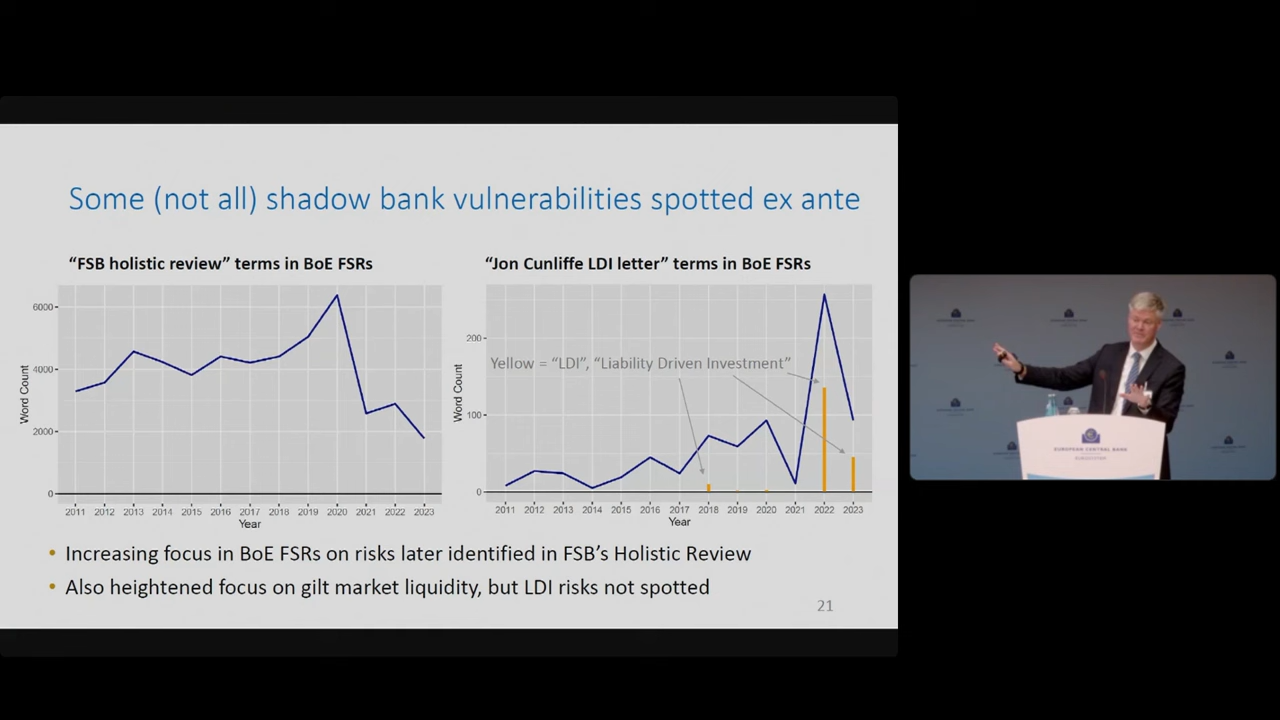 Some (not all) shadow bank vulnerabilities spotted ex ante
“FSB holistic review” terms in BoE FSRs
6000
4000
2000
0
Word Count
2011 2012 2013 2014 2015 2016 2017 2018 2019 2020 2021 2022 2023
Year
“Jon Cunliffe LDI letter” terms in BoE FSRs
Yellow = “LDI”, “Liability Driven Investment”
200
100
0
Word Count
2011 2012 2013 2014 2015 2016 2017 2018 2019 2020 2021 2022 2023
Year
• Increasing focus in BoE FSRs on risks later identified in FSB’s Holistic Review
• Also heightened focus on gilt market liquidity, but LDI risks not spotted
21
EUROPEAN CENTRAL BANK